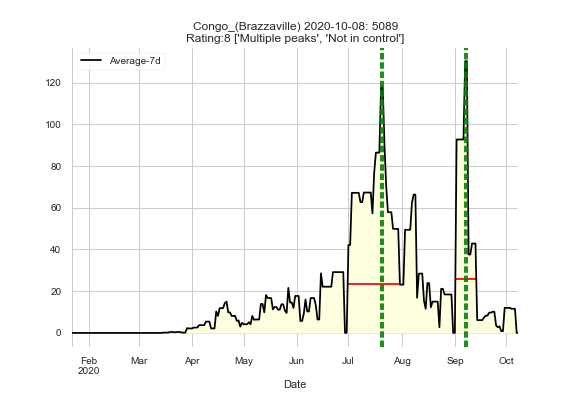 Congo_(Brazzaville) 2020-10-08: 5089
Rating:8 ['Multiple peaks', 'Not in control']
Average-7d
120
100
80
60
40
20
0
Feb Mar Apr May Jun Jul Aug Sep Oct
2020
Date